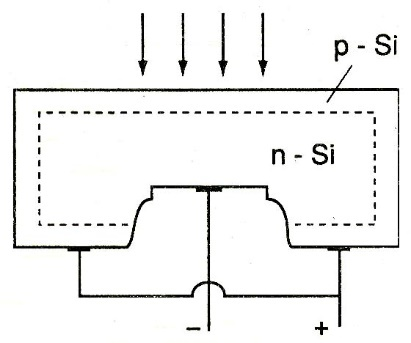 p - Si
n - Si
− +